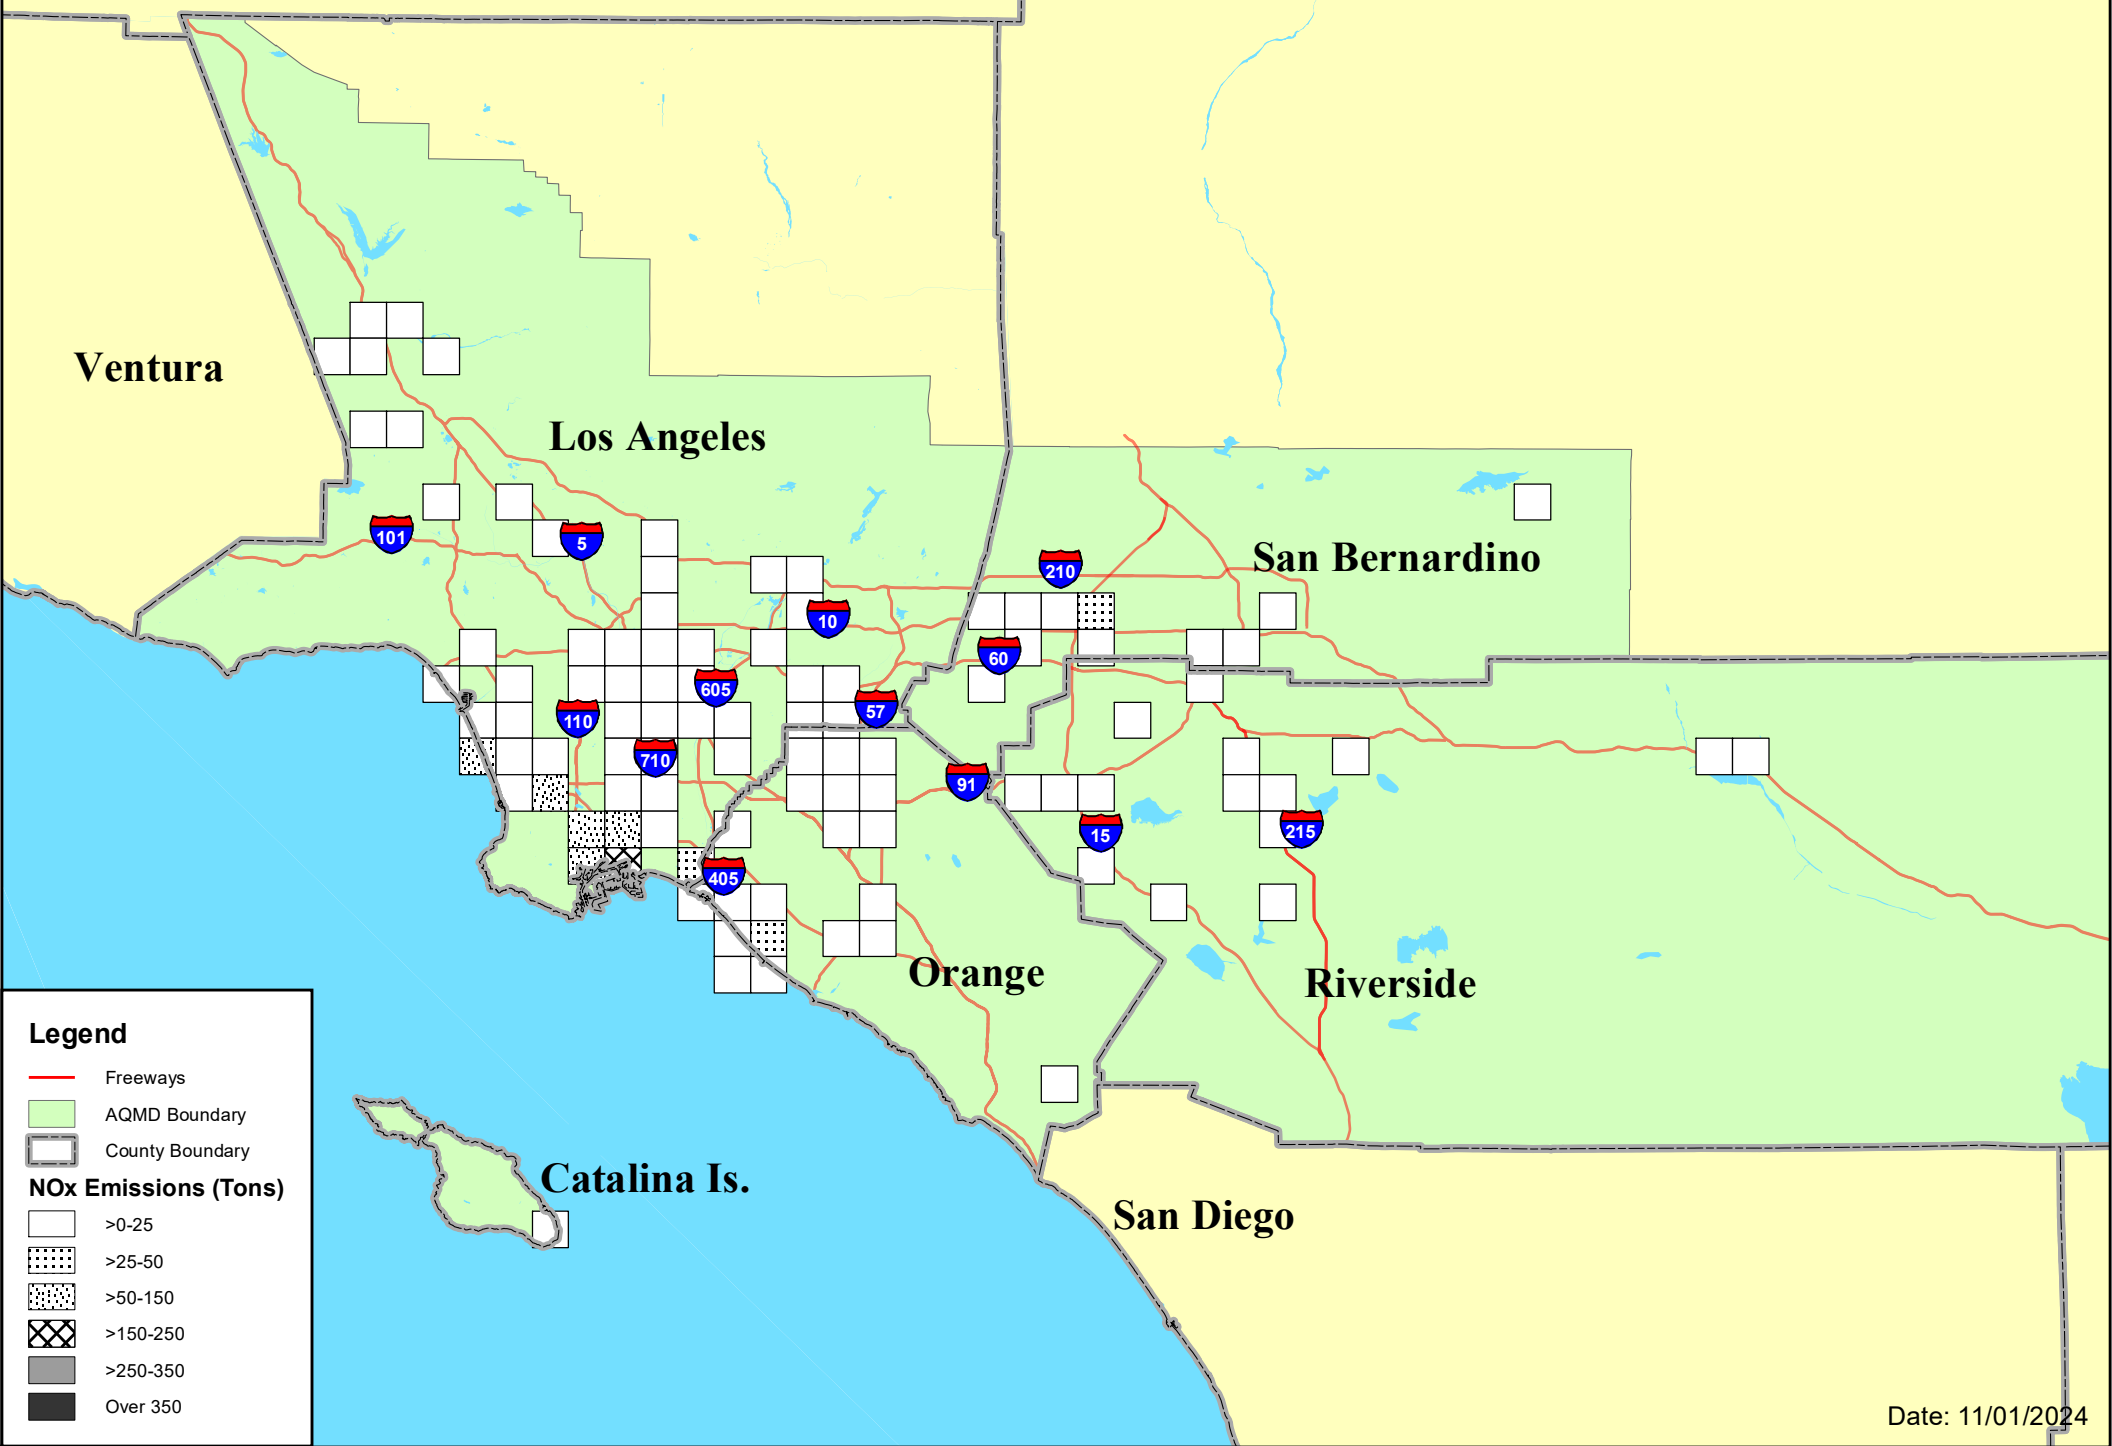 Ventura
Los Angeles
101
5
210
San Bernardino
10
60
605
57
110
710
91
15
215
405
Orange
Riverside
Legend
Freeways
AQMD Boundary
County Boundary
NOx Emissions (Tons)
>0-25
>25-50
>50-150
>150-250
>250-350
Over 350
Catalina Is.
San Diego
Date: 11/01/2024